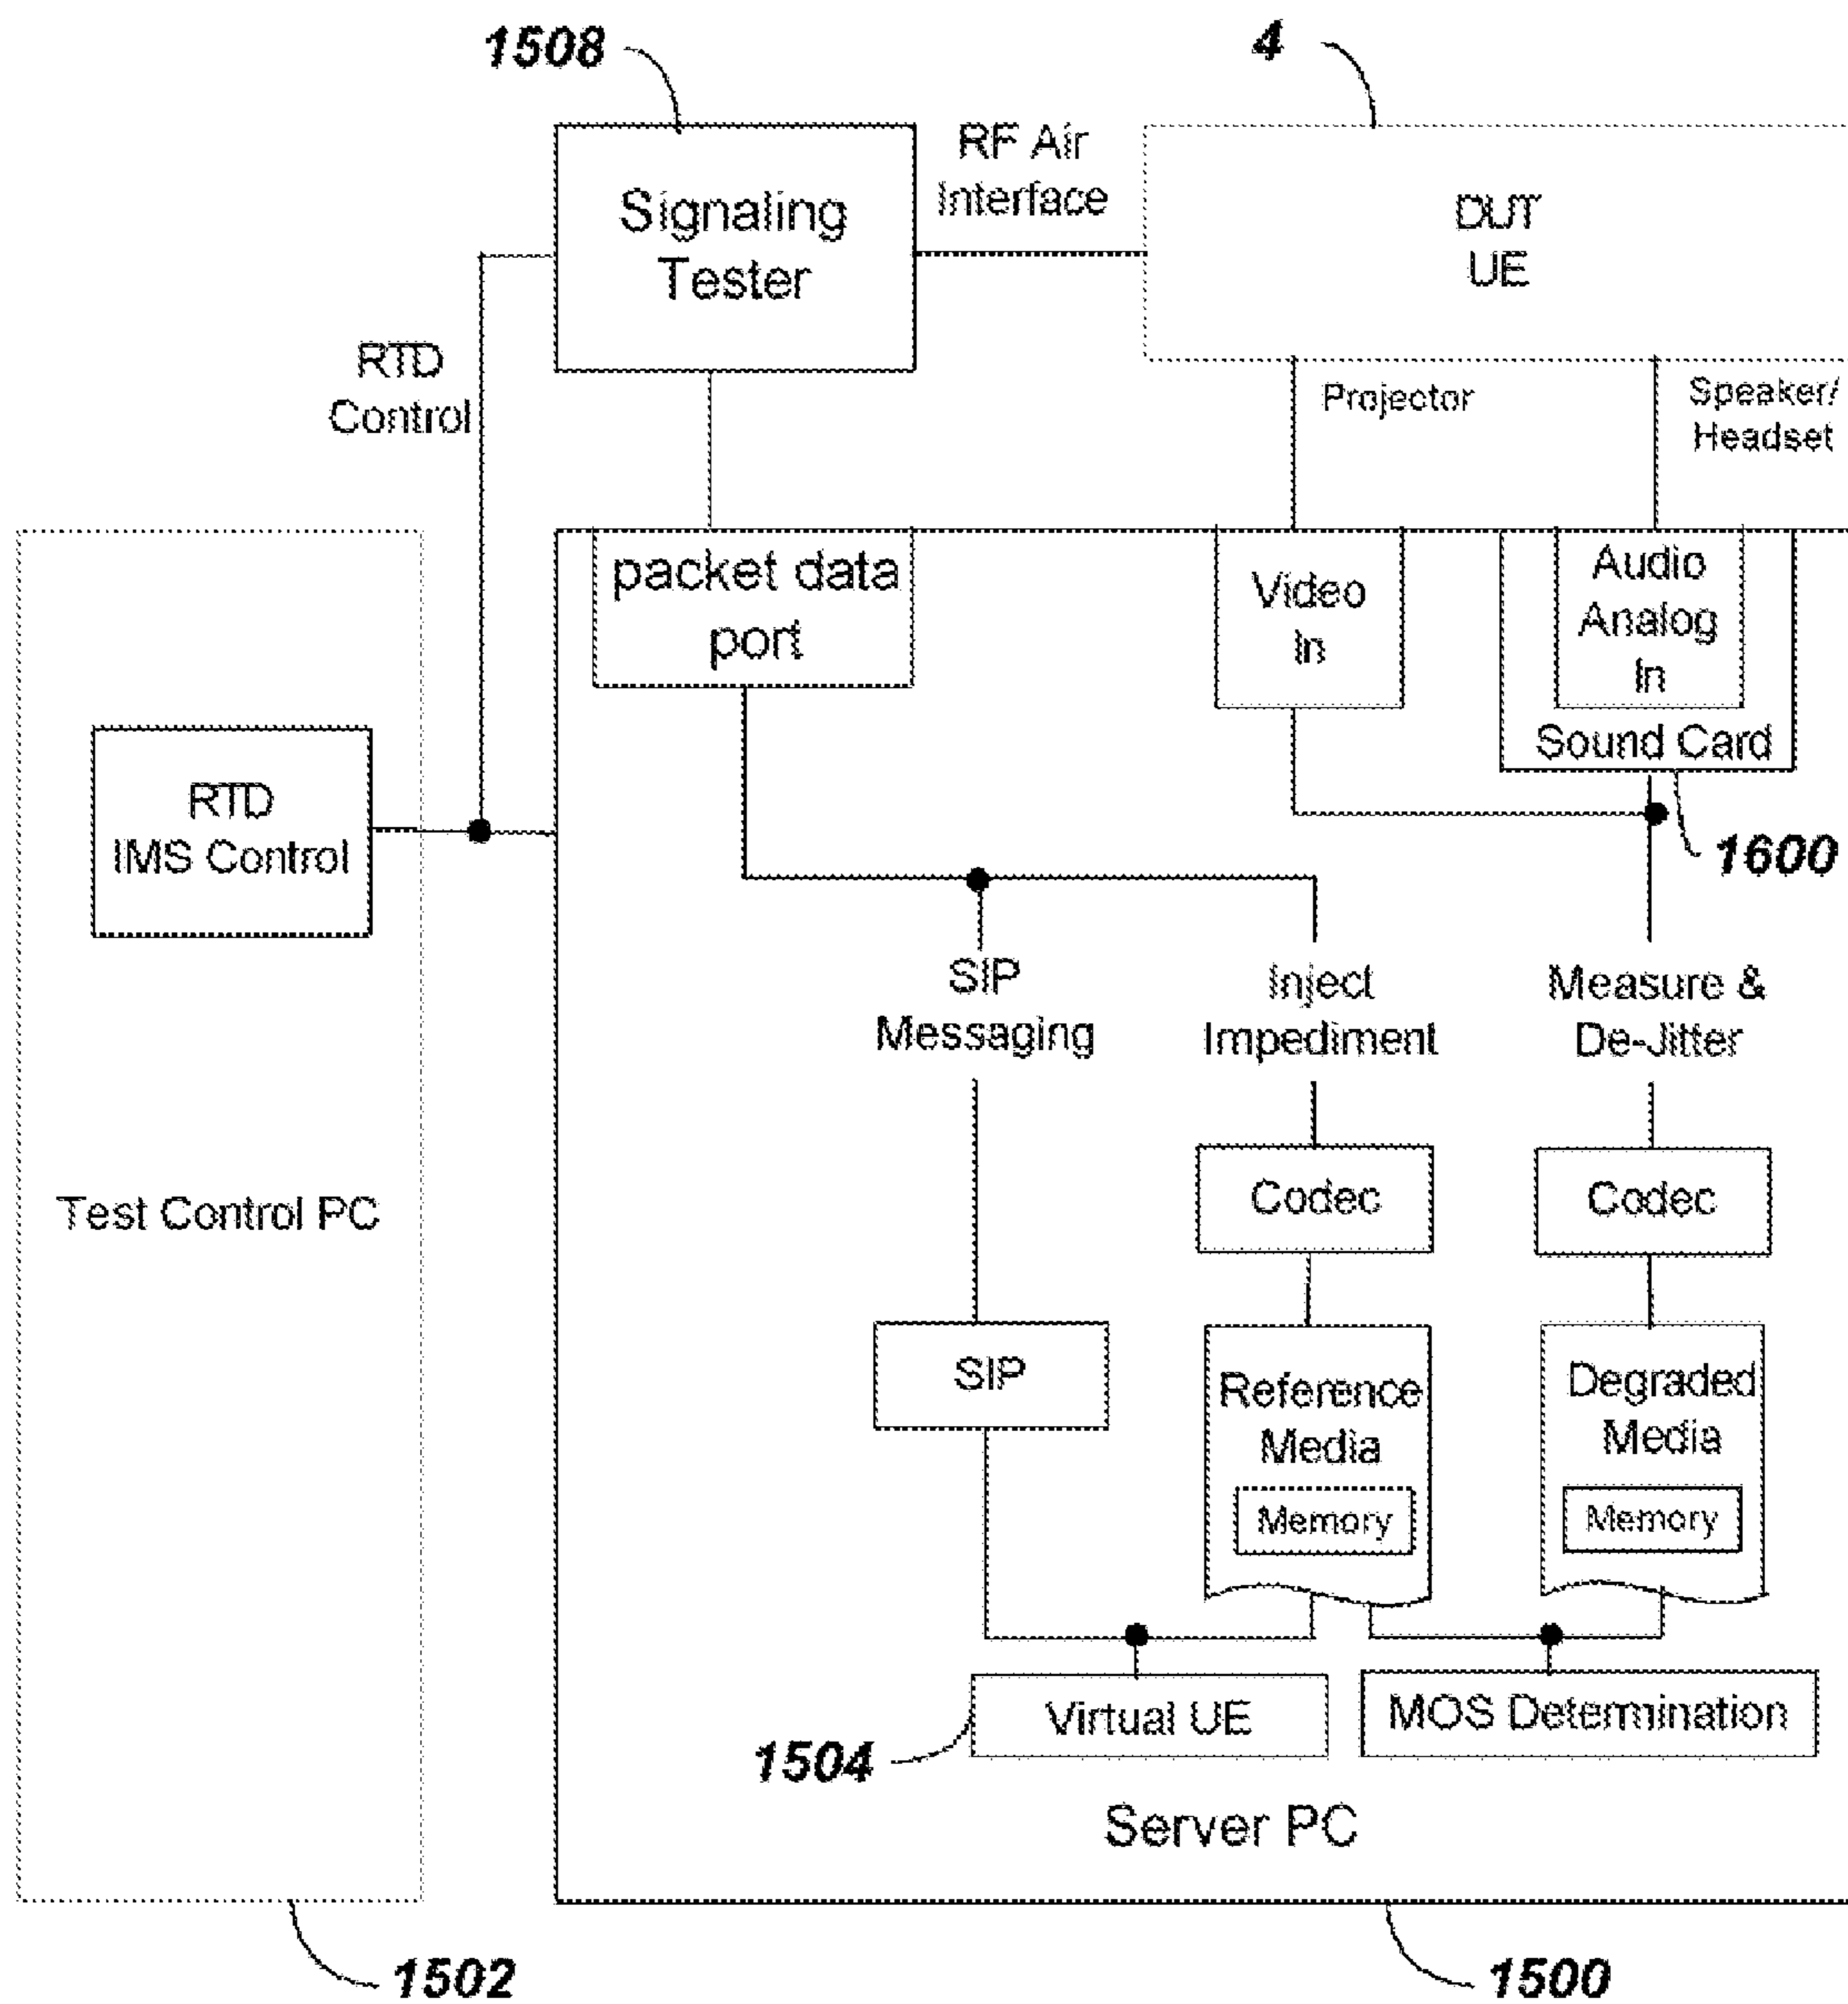 1508
4
Signaling
Tester
RF Air
Interface
DUT
UE
RTD
Control
Projector
Speaker/
Headset
packet data
port
Video
In
Audio
Analog
In
Sound Card
1600
RTD
IMS Control
SIP
Messaging
Inject
Impediment
Measure &
De-Jitter
Test Control PC
Codec
Codec
SIP
Reference
Media
Memory
Degraded
Media
Memory
Virtual UE
MOS Determination
1504
Server PC
1502
1500